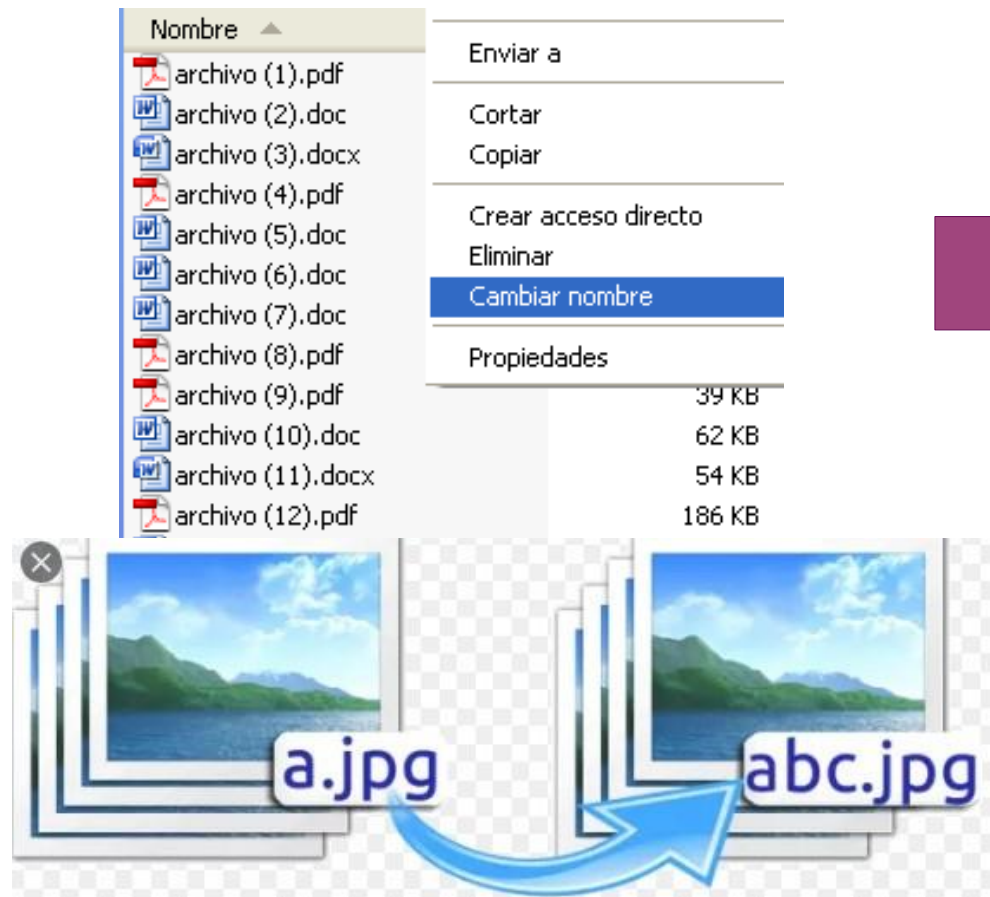 Nombre
archivo (1).pdf
archivo (2).doc
archivo (3).docx
archivo (4).pdf
archivo (5).doc
archivo (6).doc
archivo (7).doc
archivo (8).pdf
archivo (9).pdf
archivo (10).doc
archivo (11).docx
archivo (12).pdf
Enviar a
Cortar
Copiar
Crear acceso directo
Eliminar
Cambiar nombre
Propiedades
39 KB
62 KB
54 KB
186 KB
a.jpg
abc.jpg